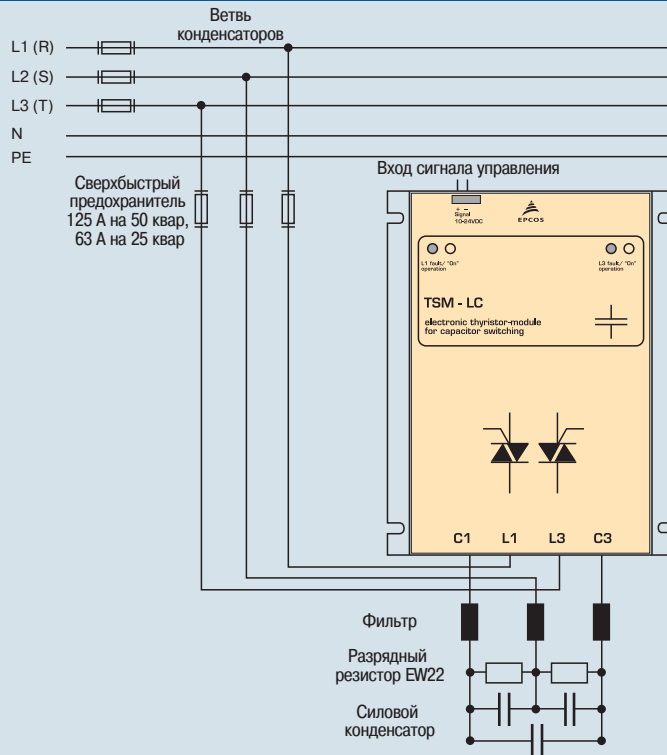 Ветвь
конденсаторов
L1 (R)
L2 (S)
L3 (T)
N
PE
Сверхбыстрый
предохранитель
125 А на 50 квар,
63 А на 25 квар
Вход сигнала управления
+ –
Signal
10-24VDC
EPCOS
L1 fault/ "On"
operation
L3 fault/ "On"
operation
TSM - LC
electronic thyristor-module
for capacitor switching
C1 L1 L3 C3
Фильтр
Разрядный
резистор EW22
Силовой
конденсатор